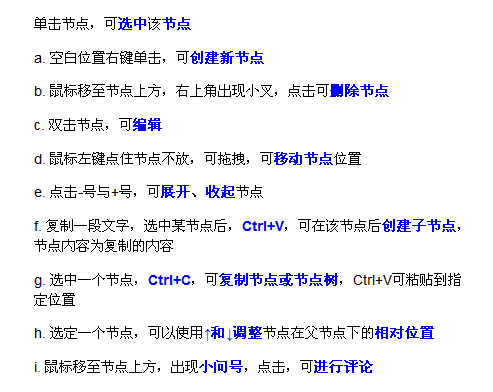 单击节点，可选中该节点
a. 空白位置右键单击，可创建新节点
b. 鼠标移至节点上方，右上角出现小叉，点击可删除节点
c. 双击节点，可编辑
d. 鼠标左键点住节点不放，可拖拽，可移动节点位置
e. 点击-号与+号，可展开、收起节点
f. 复制一段文字，选中某节点后，Ctrl+V，可在该节点后创建子节点，
节点内容为复制的内容
g. 选中一个节点，Ctrl+C，可复制节点或节点树，Ctrl+V可粘贴到指
定位置
h. 选定一个节点，可以使用↑和↓调整节点在父节点下的相对位置
i. 鼠标移至节点上方，出现小问号，点击，可进行评论